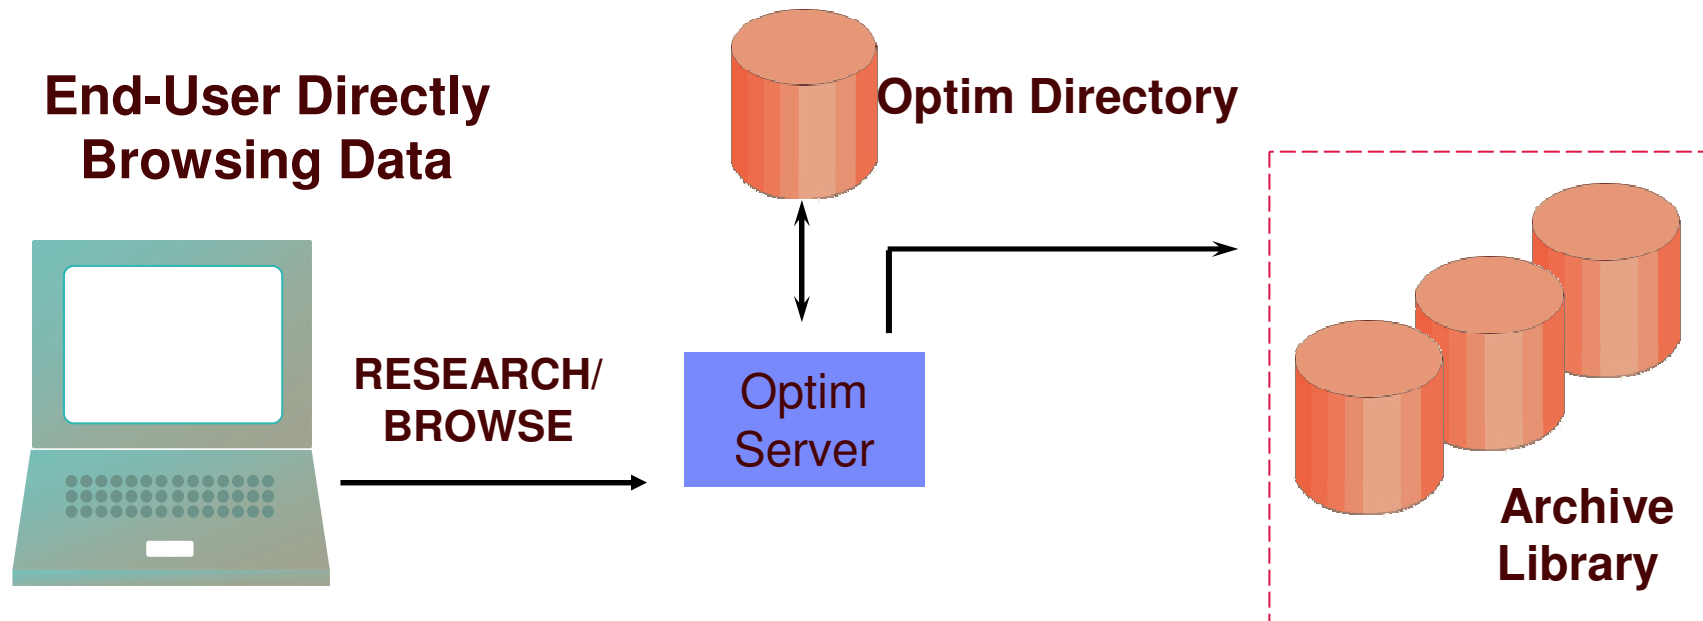 End-User Directly
Browsing Data
Optim Directory
RESEARCH/
BROWSE
Optim
Server
Archive
Library